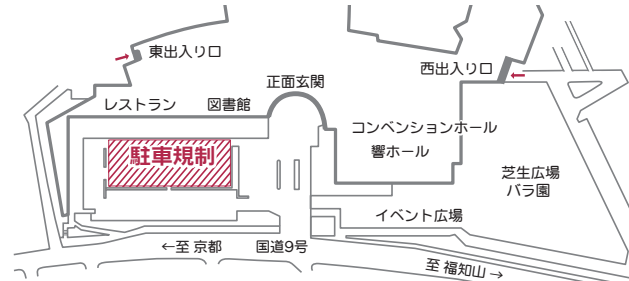 東出入り口
西出入り口
正面玄関
レストラン
図書館
コンベンションホール
響ホール
駐車規制
芝生広場
バラ園
イベント広場
←至 京都
国道9号
至 福知山→